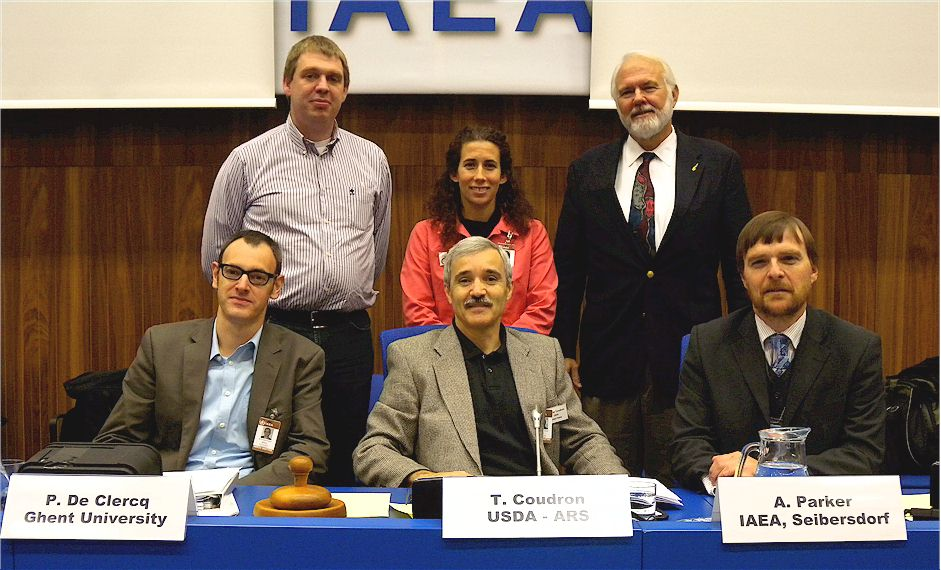 IAEA
P. De Clercq
Ghent University
T. Coudron
USDA - ARS
A. Parker
IAEA, Seibersdorf